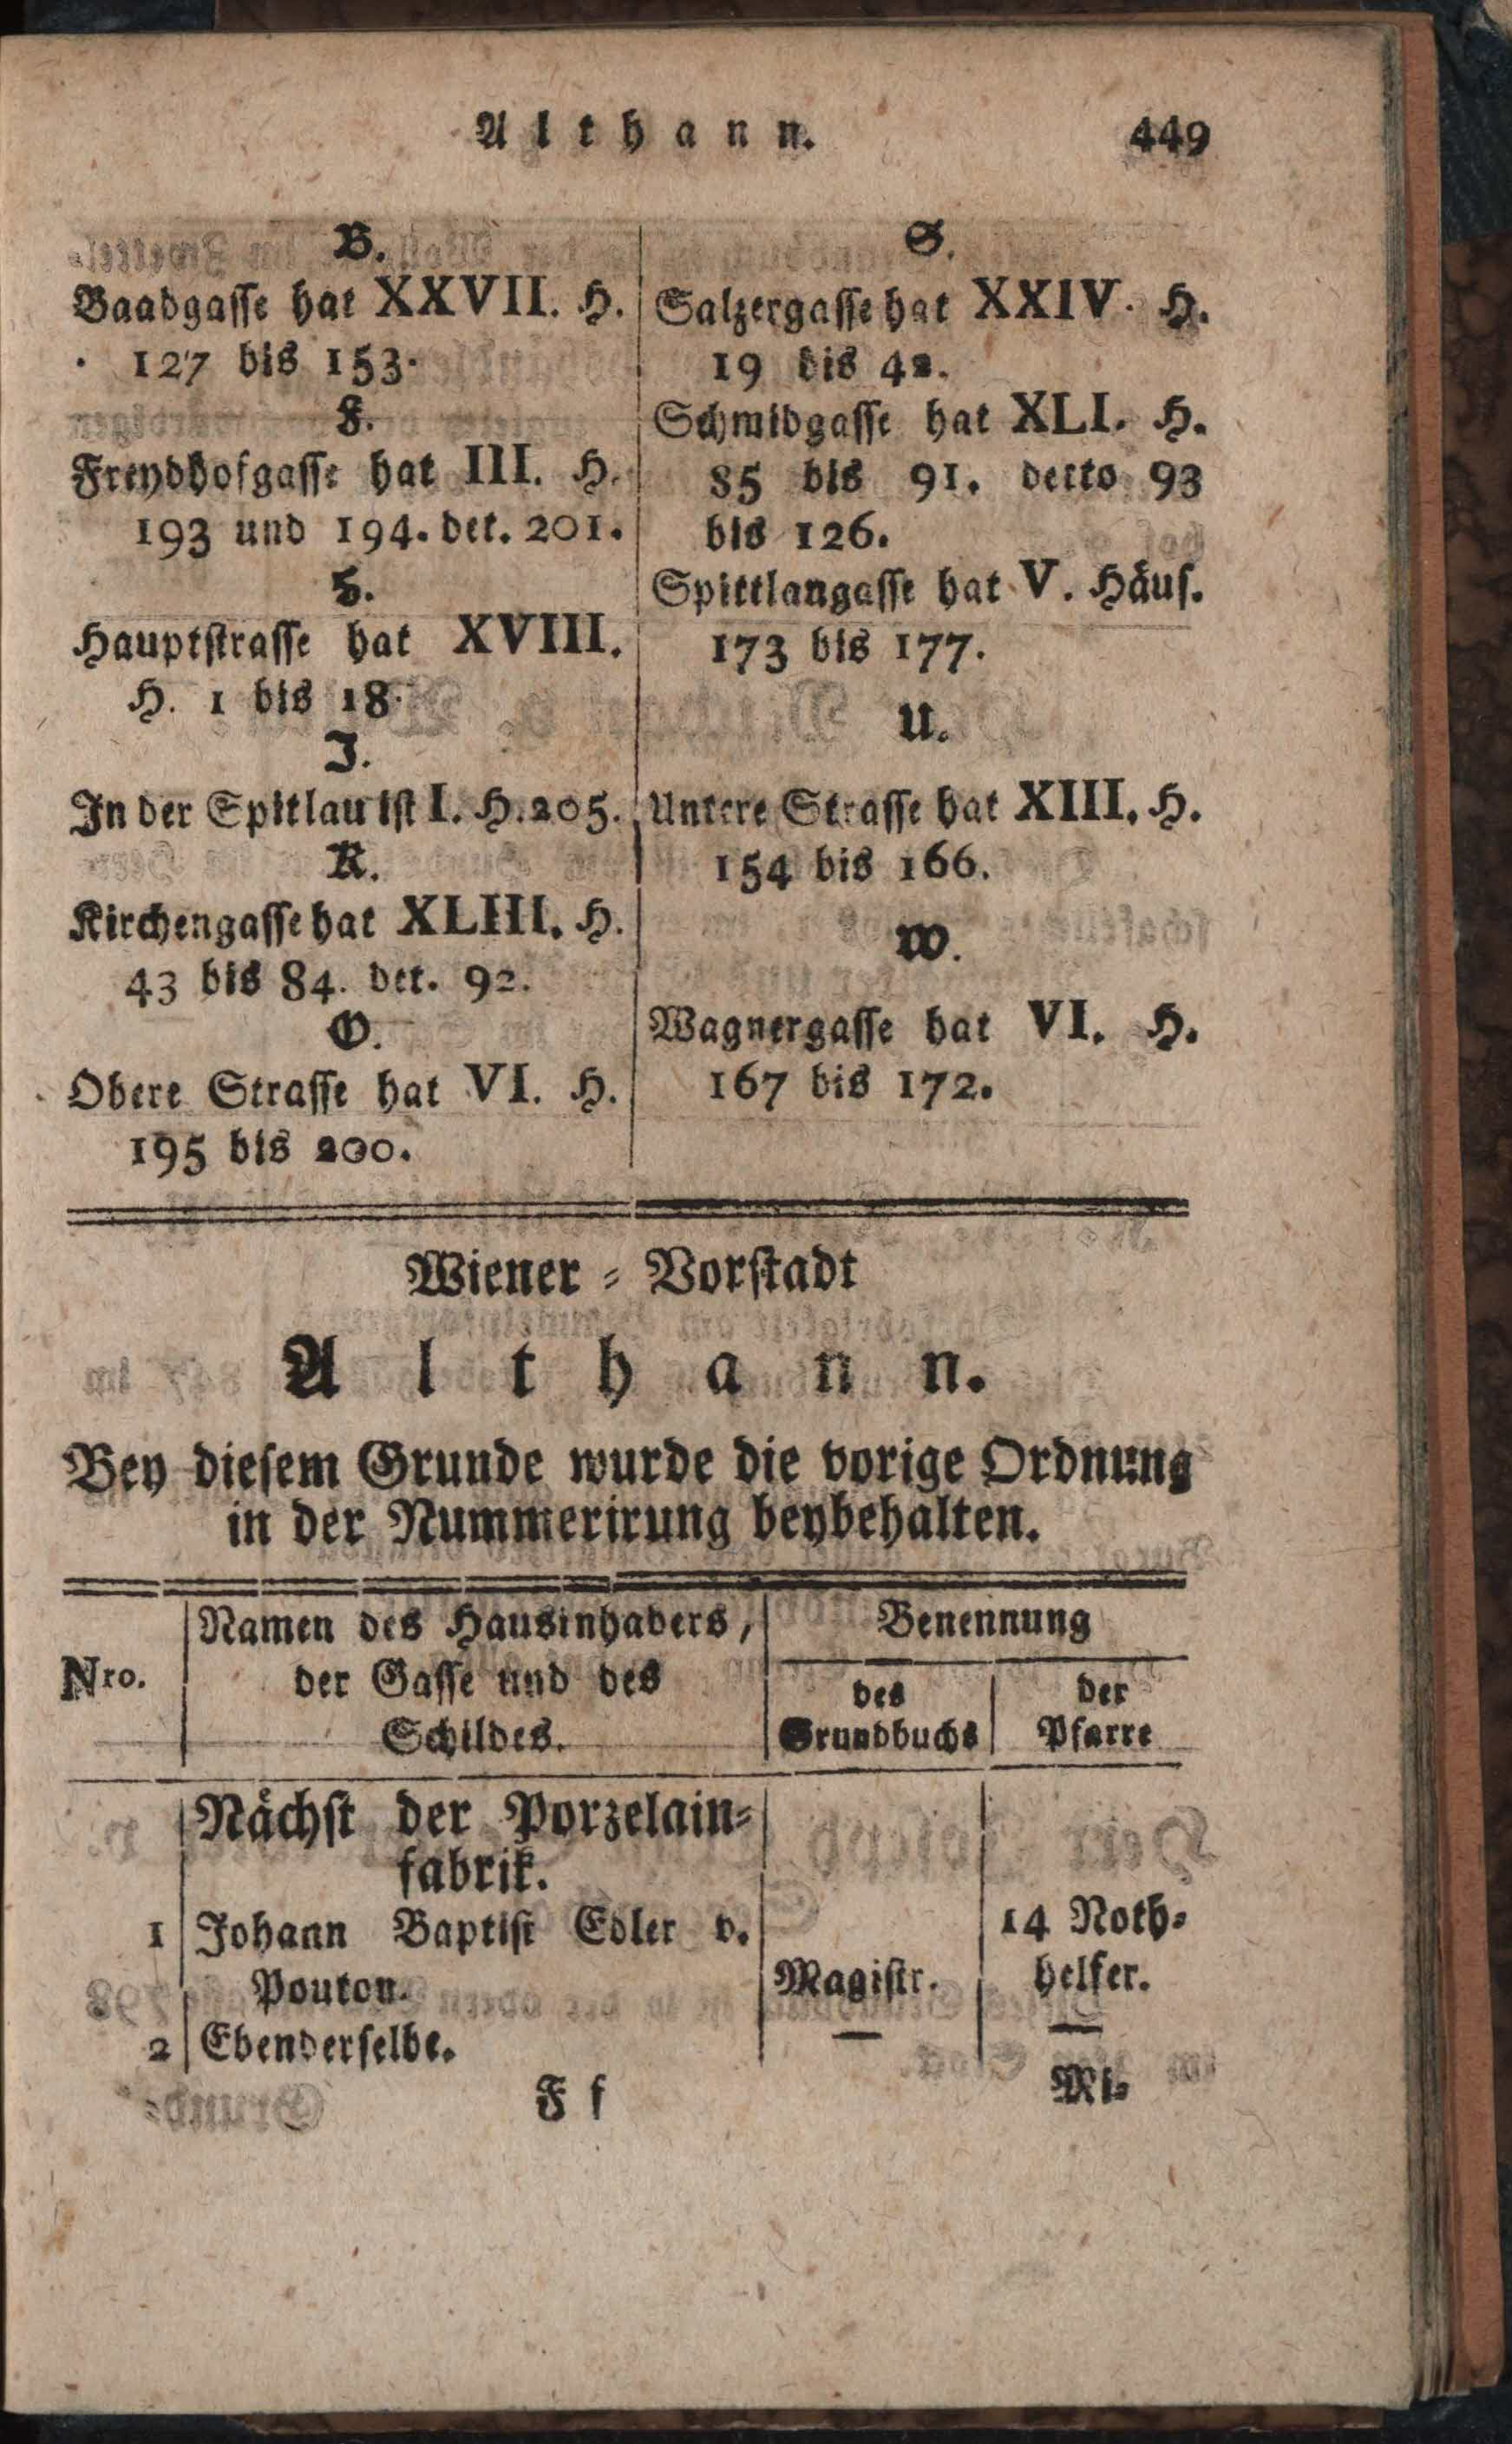 Althann. 449
B.
Baadgasse hat XXVII. H.
127 bis 153.
F.
Freydhofgasse hat III. H.
193 und 194. det. 201.
H.
Hauptstrasse hat XVIII.
H. 1 bis 18.
I.
In der Spitlau ist I. H. 205.
K.
Kirchengasse hat XLIII. H.
43 bis 84. det. 92.
O.
Obere Strasse hat VI. H.
195 bis 200.
S.
Salzergasse hat XXIV. H.
19 bis 42.
Schmidgasse hat XLI. H.
85 bis 91. detto 93
bis 126.
Spittlangasse hat V. Häus.
173 bis 177.
U.
Untere Strasse hat XIII. H.
154 bis 166.
W.
Wagnergasse hat VI. H.
167 bis 172.
Wiener-Vorstadt
Althann.
Bey diesem Grunde wurde die vorige Ordnung
in der Nummerirung beybehalten.
Nro.
Namen des Hausinhabers,
der Gasse und des
Schildes.
Benennung
des
Grundbuchs
der
Pfarre
Nächst der Porzelain-
fabrik.
1 Johann Baptist Edler v.
Pouton.
Magistr.
14 Noth-
helfer.
2 Ebenderselbe. — —
F f
Mi-